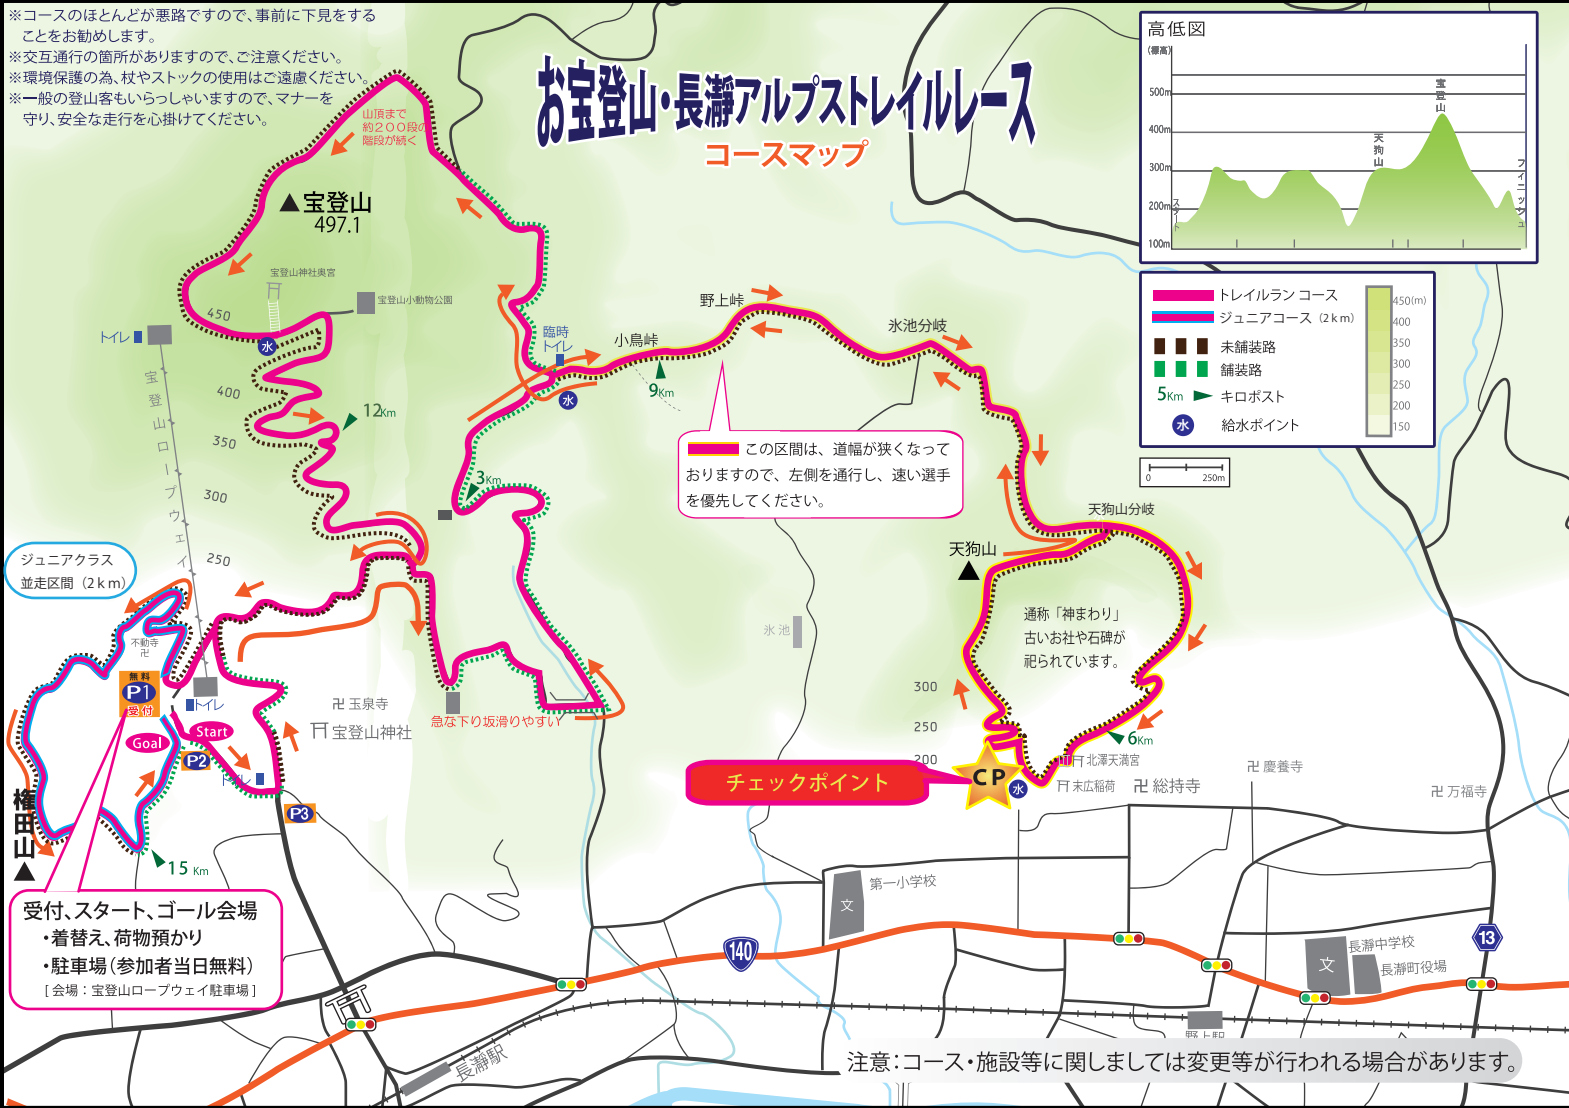 ※コースのほとんどが悪路ですので、事前に下見をする
ことをお勧めします。
※交互通行の箇所がありますので、ご注意ください。
※環境保護の為、杖やストックの使用はご遠慮ください。
※一般の登山客もいらっしゃいますので、マナーを
守り、安全な走行を心掛けてください。
お宝登山・長瀞アルプストレイルレース
コースマップ
高低図
(標高)
500m
400m
300m
200m
100m
スタート
天狗山
宝登山
フィニッシュ
トレイルラン コース
ジュニアコース（2ｋｍ）
未舗装路
舗装路
5Km キロポスト
水 給水ポイント
450(m)
400
350
300
250
200
150
0 250m
山頂まで
約２００段の
階段が続く
宝登山
497.1
宝登山神社奥宮
宝登山小動物公園
トイレ
水
450
400
350
300
250
宝登山ロープウェイ
12Km
臨時
トイレ
水
小鳥峠
9Km
野上峠
氷池分岐
3Km
この区間は、道幅が狭くなって
おりますので、左側を通行し、速い選手
を優先してください。
天狗山分岐
天狗山
通称「神まわり」
古いお社や石碑が
祀られています。
氷池
300
250
200
6Km
チェックポイント
CP
水
北澤天満宮
末広稲荷
卍 総持寺
卍 慶養寺
卍 万福寺
ジュニアクラス
並走区間（2ｋｍ）
不動寺
卍
無料
P1
受付
トイレ
Start
Goal
P2
トイレ
P3
卍 玉泉寺
宝登山神社
急な下り坂滑りやすい
権田山
15 Km
受付、スタート、ゴール会場
・着替え、荷物預かり
・駐車場（参加者当日無料）
［会場：宝登山ロープウェイ駐車場］
第一小学校
文
140
長瀞中学校
文
長瀞町役場
13
長瀞駅
野上駅
注意：コース・施設等に関しましては変更等が行われる場合があります。